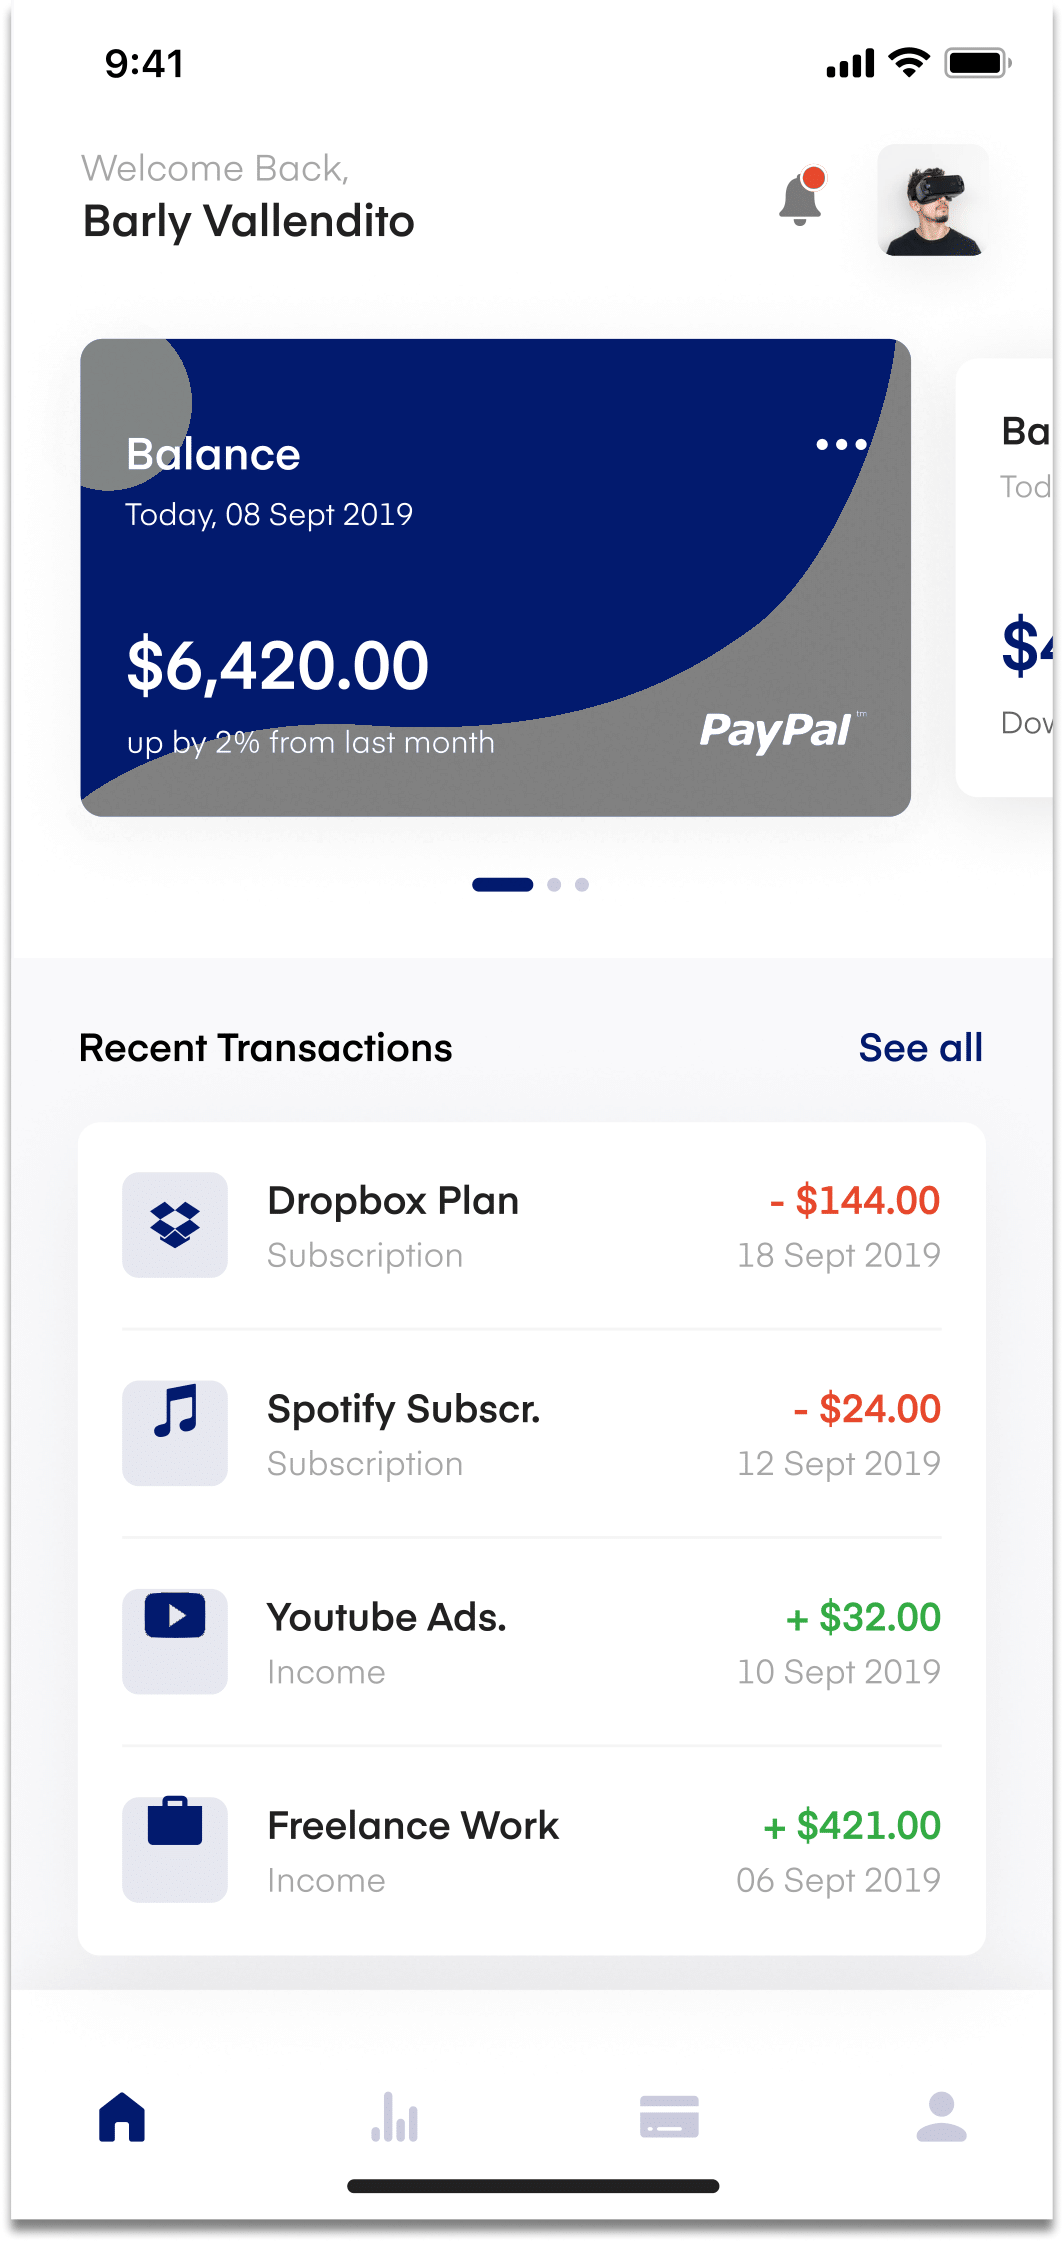 9:41
Welcome Back,
Barly Vallendito
Balance
Today, 08 Sept 2019
$6,420.00
up by 2% from last month
PayPal ™
Ba
Tod
$4
Dov
Recent Transactions
See all
Dropbox Plan
- $144.00
Subscription
18 Sept 2019
Spotify Subscr.
- $24.00
Subscription
12 Sept 2019
Youtube Ads.
+ $32.00
Income
10 Sept 2019
Freelance Work
+ $421.00
Income
06 Sept 2019